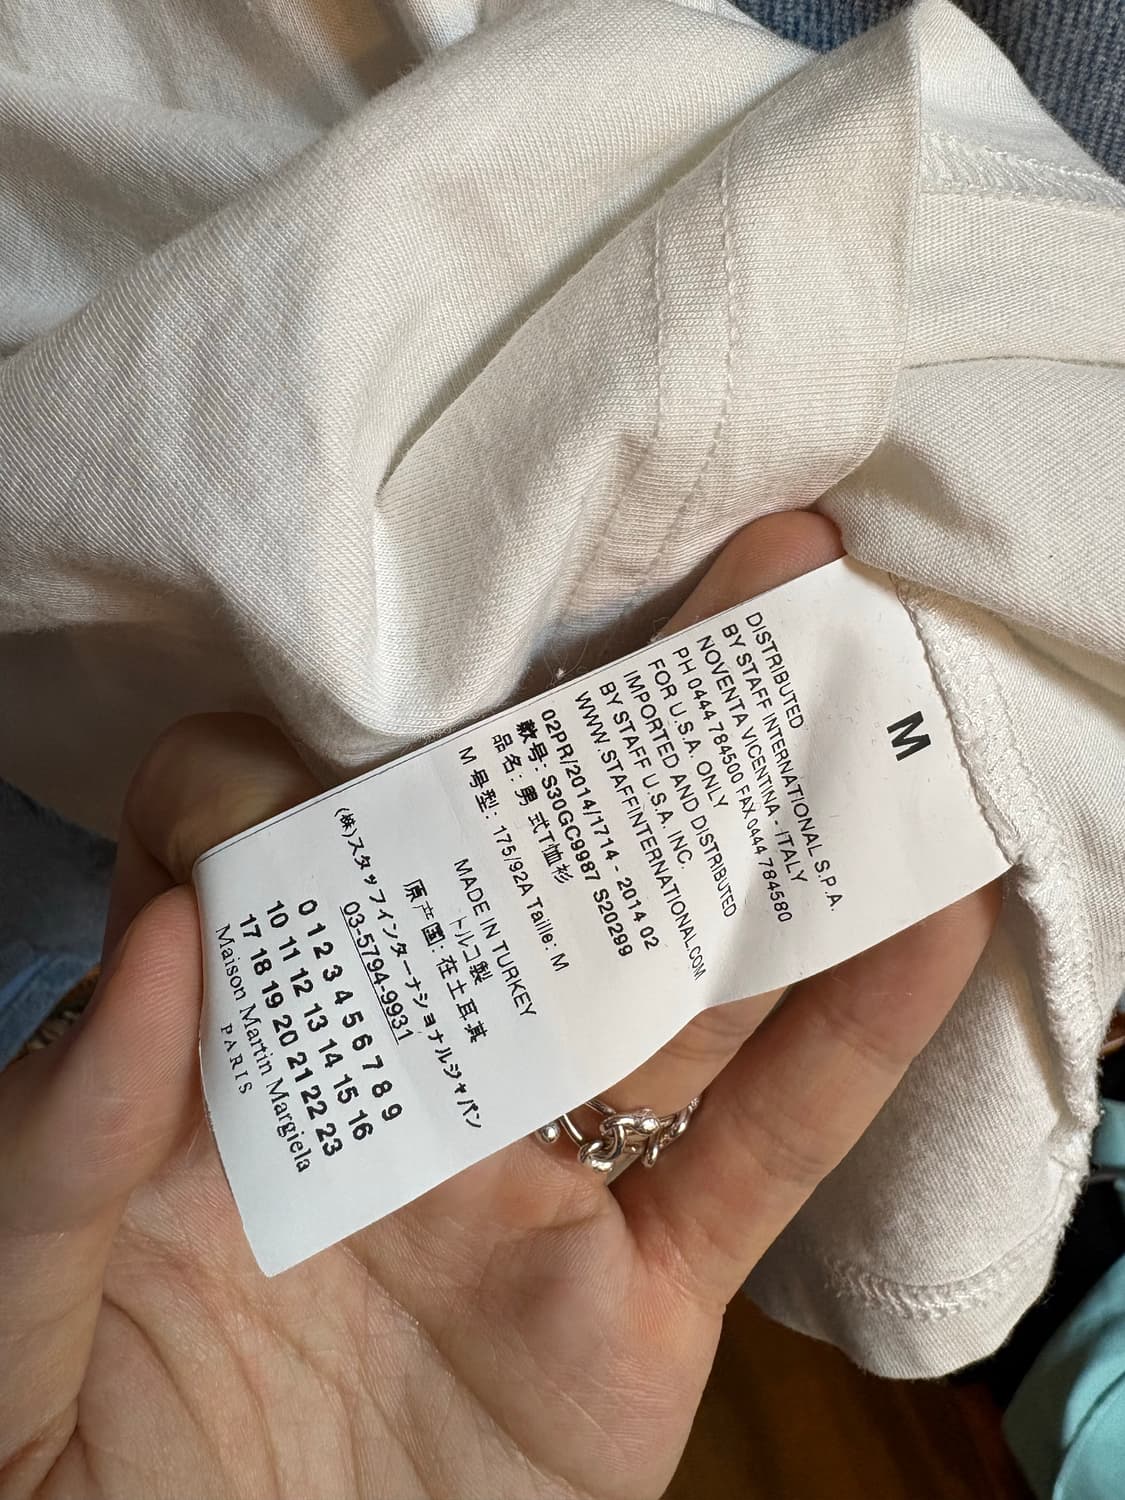 M
DISTRIBUTED
BY STAFF INTERNATIONAL S.P.A.
NOVENTA VICENTINA - ITALY
PH 0444 784500 FAX 0444 784580
FOR U.S.A. ONLY
IMPORTED AND DISTRIBUTED
BY STAFF U.S.A. INC.
WWW.STAFFINTERNATIONAL.COM
02PR/2014/1714 - 2014 02
款号: S30GC9987 S20299
品名: 男式T恤衫
M 号型: 175/92A Taille: M
MADE IN TURKEY
トルコ製
原产国: 在土耳其
(株)スタッフインターナショナルジャパン
03-5794-9931
0 1 2 3 4 5 6 7 8 9
10 11 12 13 14 15 16
17 18 19 20 21 22 23
Maison Martin Margiela
PARIS